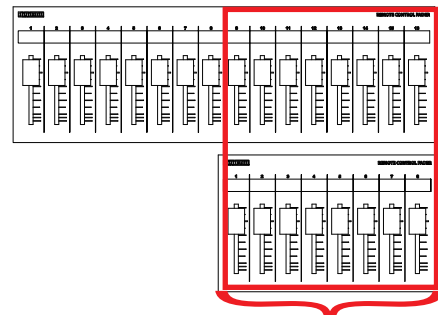 REMOTE CONTROL FADER
1 2 3 4 5 6 7 8 9 10 11 12 13 14 15 16
REMOTE CONTROL FADER
1 2 3 4 5 6 7 8